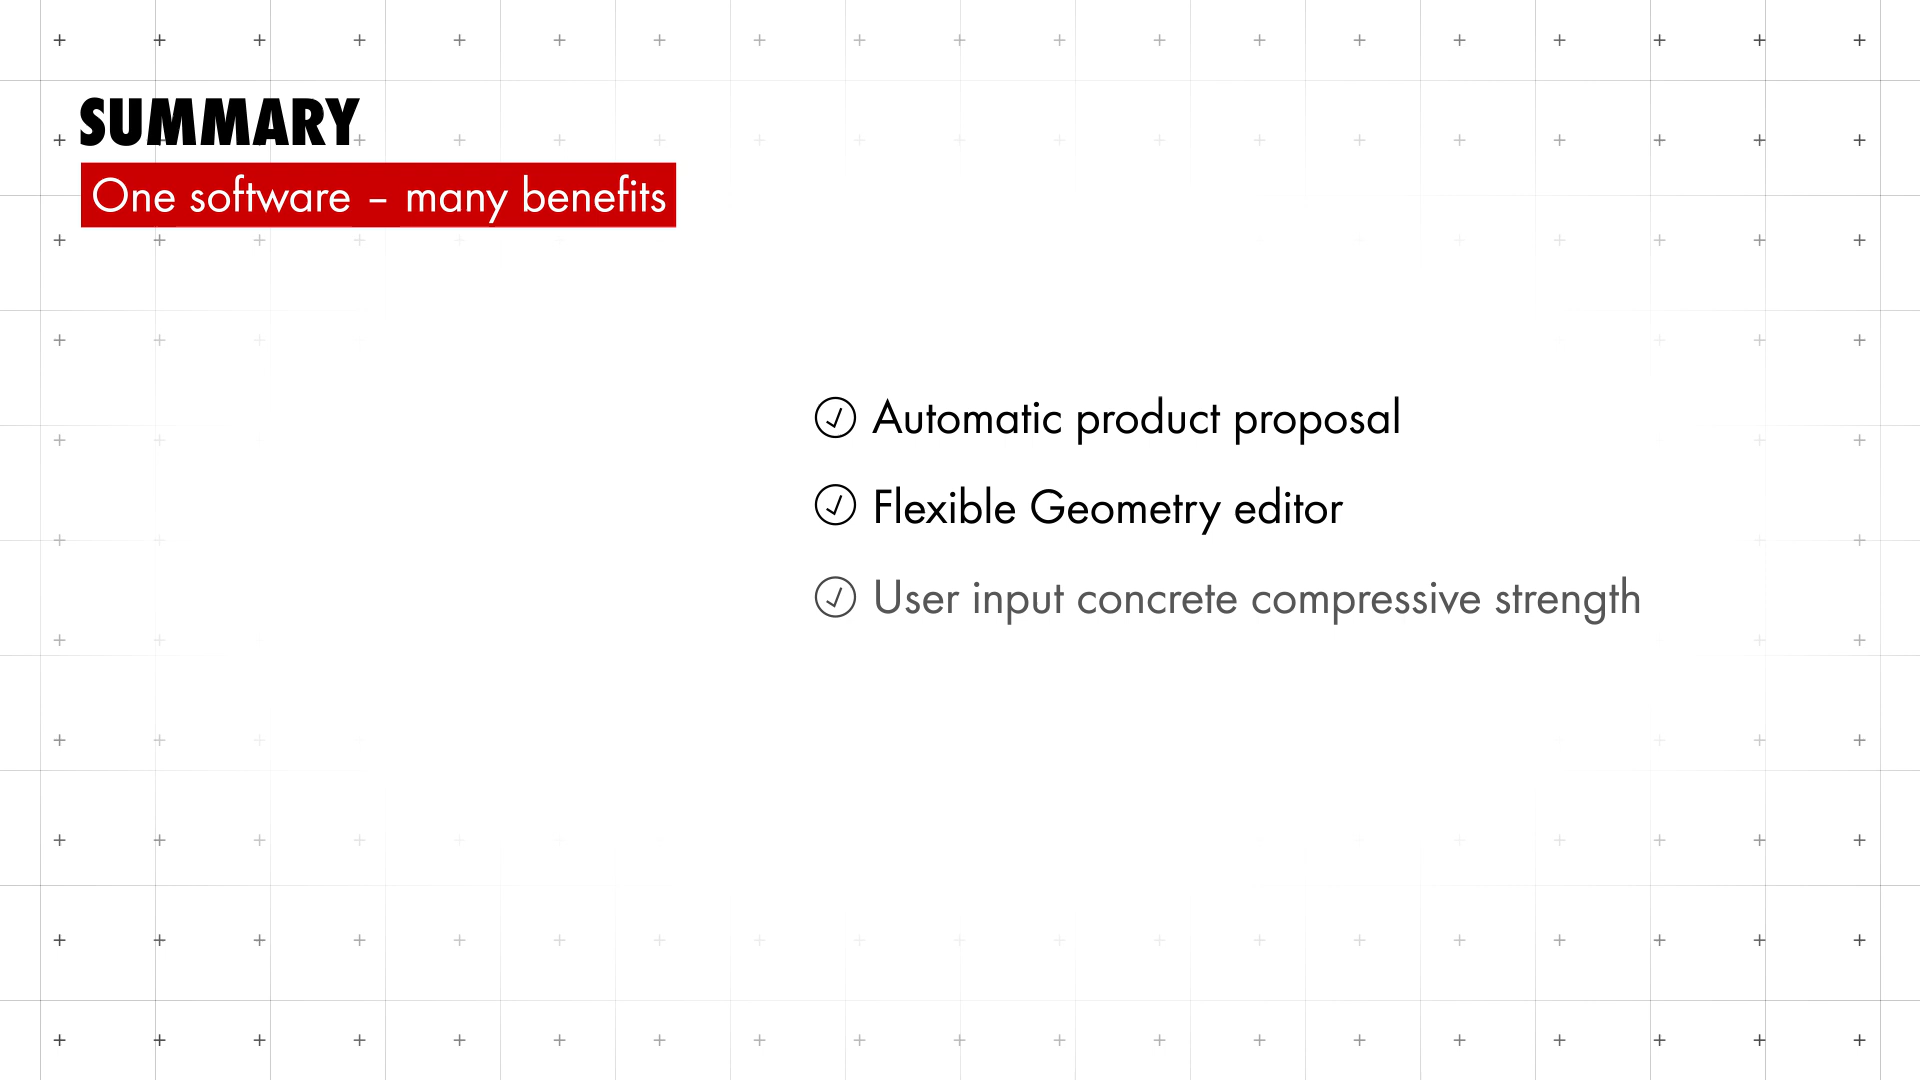 SUMMARY
One software – many benefits
Automatic product proposal
Flexible Geometry editor
User input concrete compressive strength